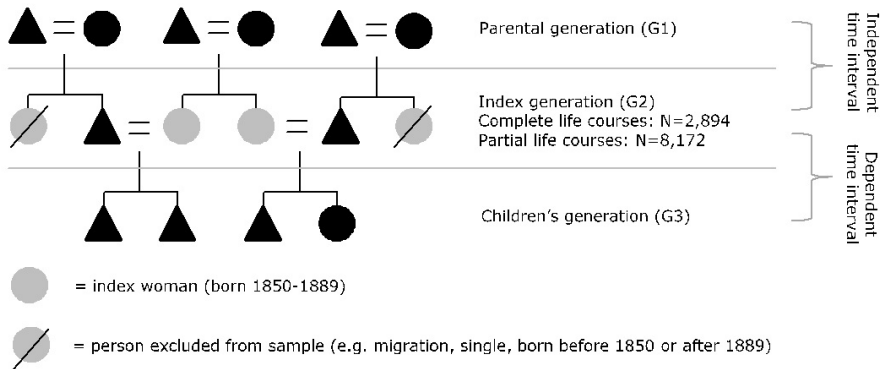 Parental generation (G1)
Independent
time interval
Index generation (G2)
Complete life courses: N=2,894
Partial life courses: N=8,172
Dependent
time interval
Children's generation (G3)
= index woman (born 1850-1889)
= person excluded from sample (e.g. migration, single, born before 1850 or after 1889)